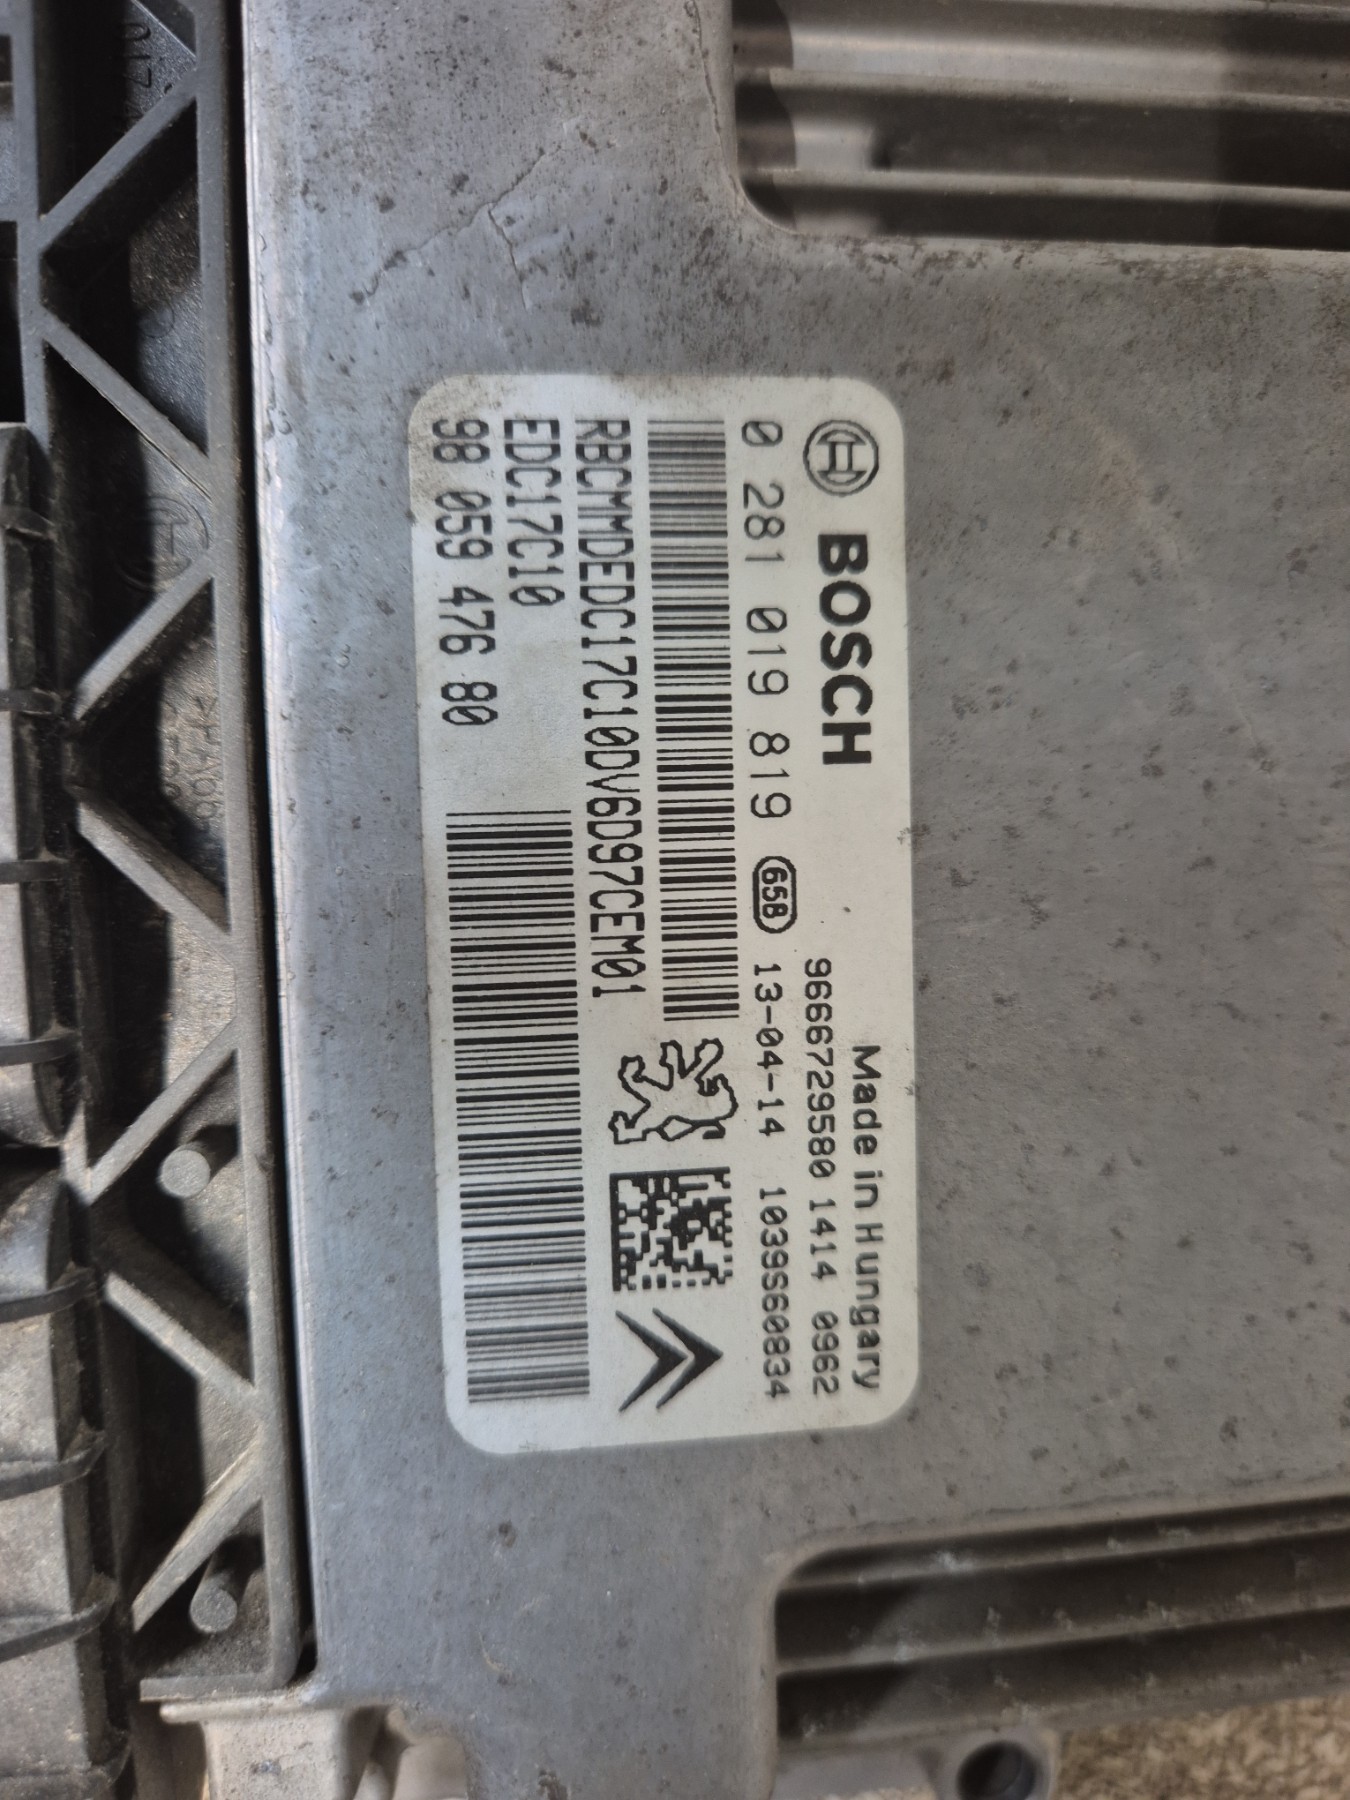 BOSCH
Made in Hungary
9666729580 1414 0962
0 281 019 819 65B 13-04-14 1039S60834
RBCMMDEDC17C10DV6D97CEM01
EDC17C10
98 059 476 80